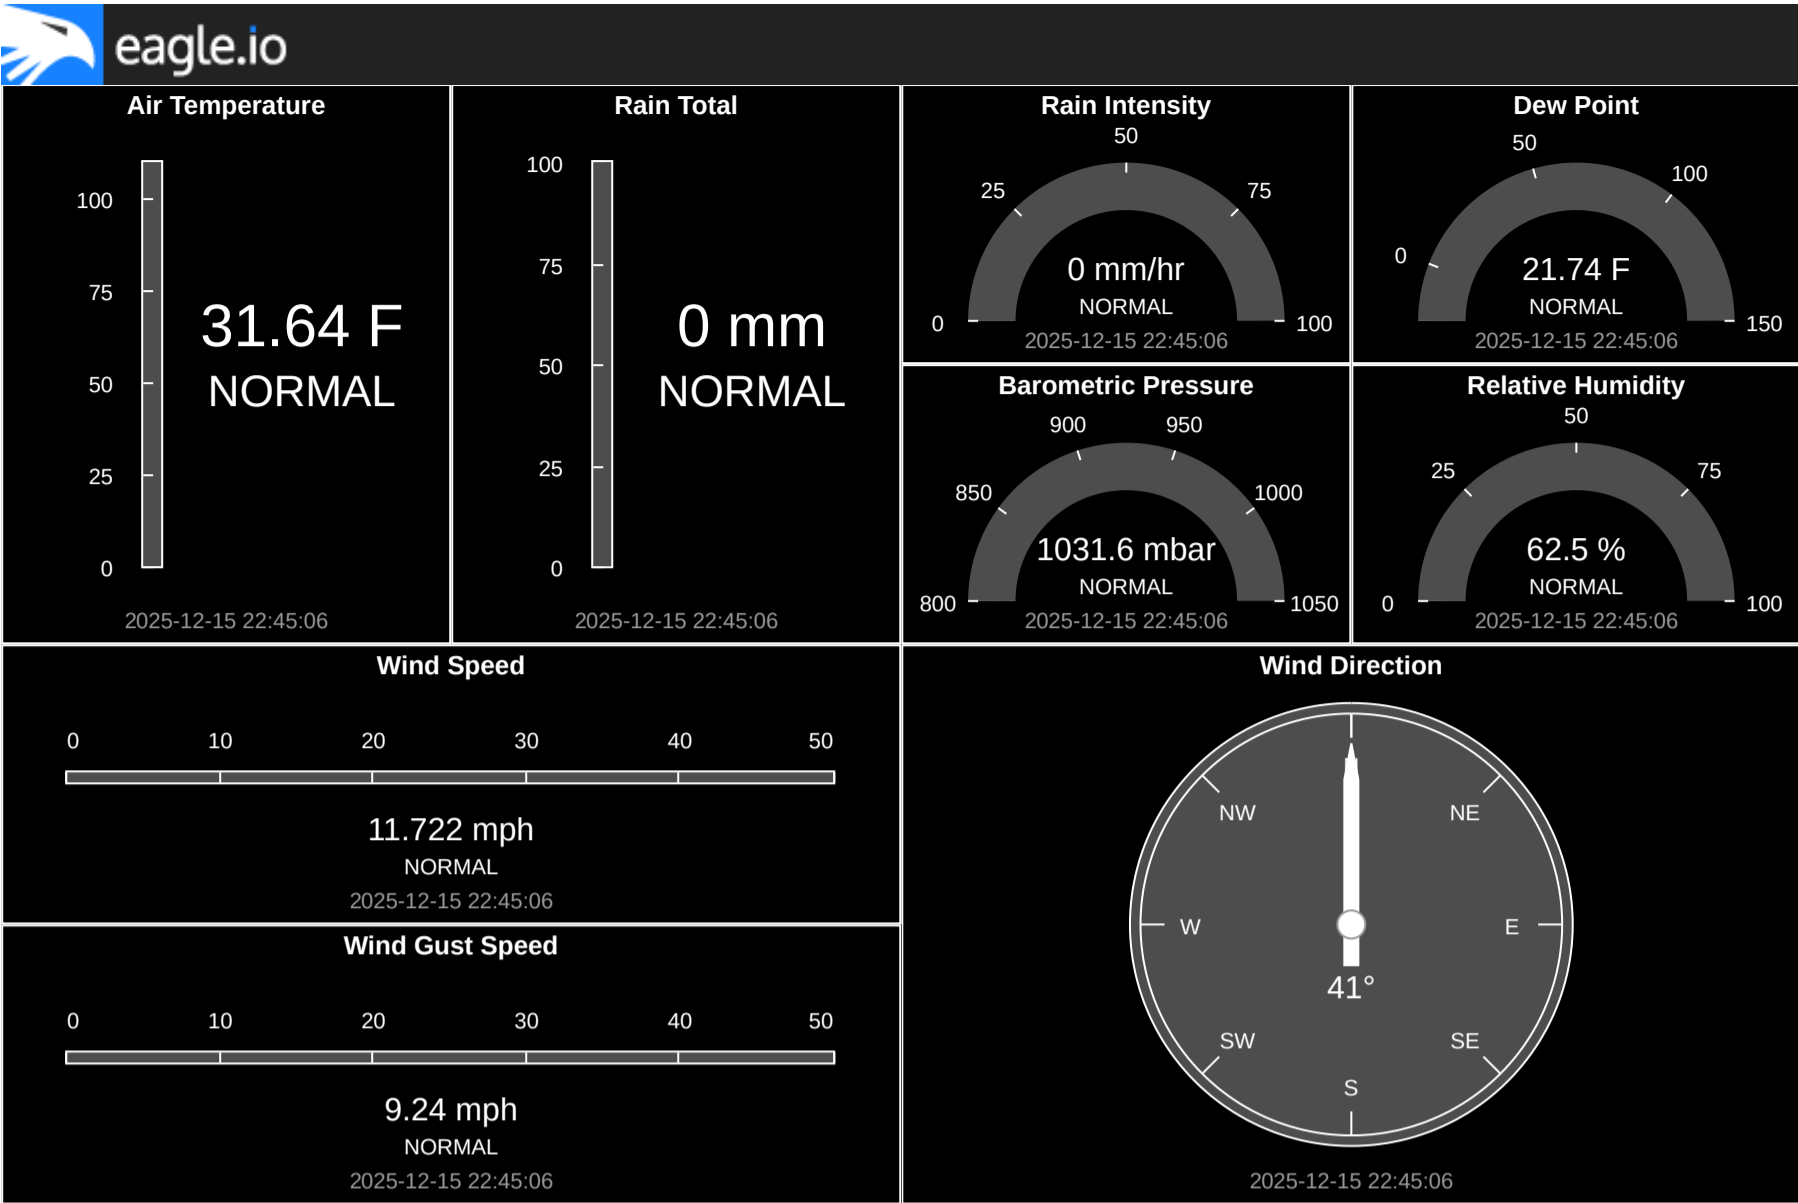 eagle.io
Air Temperature
100
75
50
25
0
31.64 F
NORMAL
2025-12-15 22:45:06
Rain Total
100
75
50
25
0
0 mm
NORMAL
2025-12-15 22:45:06
Rain Intensity
50
25
75
0
100
0 mm/hr
NORMAL
2025-12-15 22:45:06
Dew Point
50
100
0
150
21.74 F
NORMAL
2025-12-15 22:45:06
Barometric Pressure
900
950
850
1000
800
1050
1031.6 mbar
NORMAL
2025-12-15 22:45:06
Relative Humidity
50
25
75
0
100
62.5 %
NORMAL
2025-12-15 22:45:06
Wind Speed
0 10 20 30 40 50
11.722 mph
NORMAL
2025-12-15 22:45:06
Wind Gust Speed
0 10 20 30 40 50
9.24 mph
NORMAL
2025-12-15 22:45:06
Wind Direction
NW NE
W E
41°
SW SE
S
2025-12-15 22:45:06